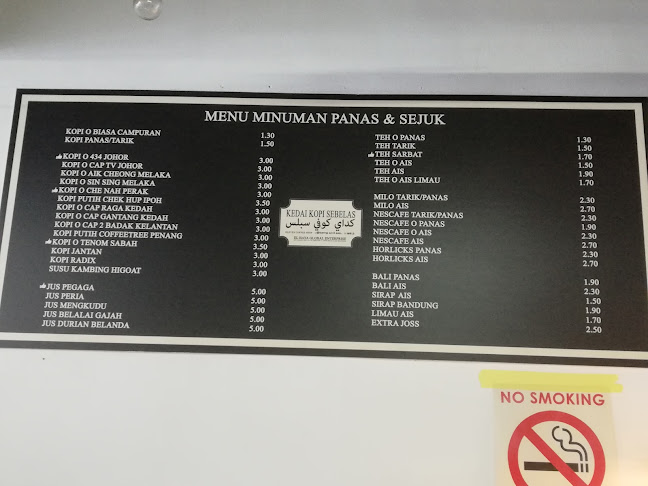 MENU MINUMAN PANAS & SEJUK
KOPI O BIASA CAMPURAN 1.30
KOPI PANAS/TARIK 1.50
KOPI O 434 JOHOR 3.00
KOPI O CAP TV JOHOR 3.00
KOPI O AIK CHEONG MELAKA 3.00
KOPI O SIN SING MELAKA 3.00
KOPI O CHE NAH PERAK 3.00
KOPI PUTIH CHEK HUP IPOH 3.50
KOPI O CAP RAGA KEDAH 3.00
KOPI O CAP GANTANG KEDAH 3.00
KOPI O CAP 2 BADAK KELANTAN 3.00
KOPI PUTIH COFFEETREE PENANG 3.00
KOPI O TENOM SABAH 3.50
KOPI JANTAN 3.00
KOPI RADIX 3.00
SUSU KAMBING HIGOAT 3.00
JUS PEGAGA 5.00
JUS PERIA 5.00
JUS MENGKUDU 5.00
JUS BELALAI GAJAH 5.00
JUS DURIAN BELANDA 5.00
KEDAI KOPI SEBELAS
كداي كوفي سبلس
TEH O PANAS 1.30
TEH TARIK 1.50
TEH SARBAT 1.70
TEH O AIS 1.50
TEH AIS 1.90
TEH O AIS LIMAU 1.70
MILO TARIK/PANAS 2.30
MILO AIS 2.70
NESCAFE TARIK/PANAS 2.30
NESCAFE O PANAS 1.90
NESCAFE O AIS 2.30
NESCAFE AIS 2.70
HORLICKS PANAS 2.30
HORLICKS AIS 2.70
BALI PANAS 1.90
BALI AIS 2.30
SIRAP AIS 1.50
SIRAP BANDUNG 1.90
LIMAU AIS 1.70
EXTRA JOSS 2.50
NO SMOKING